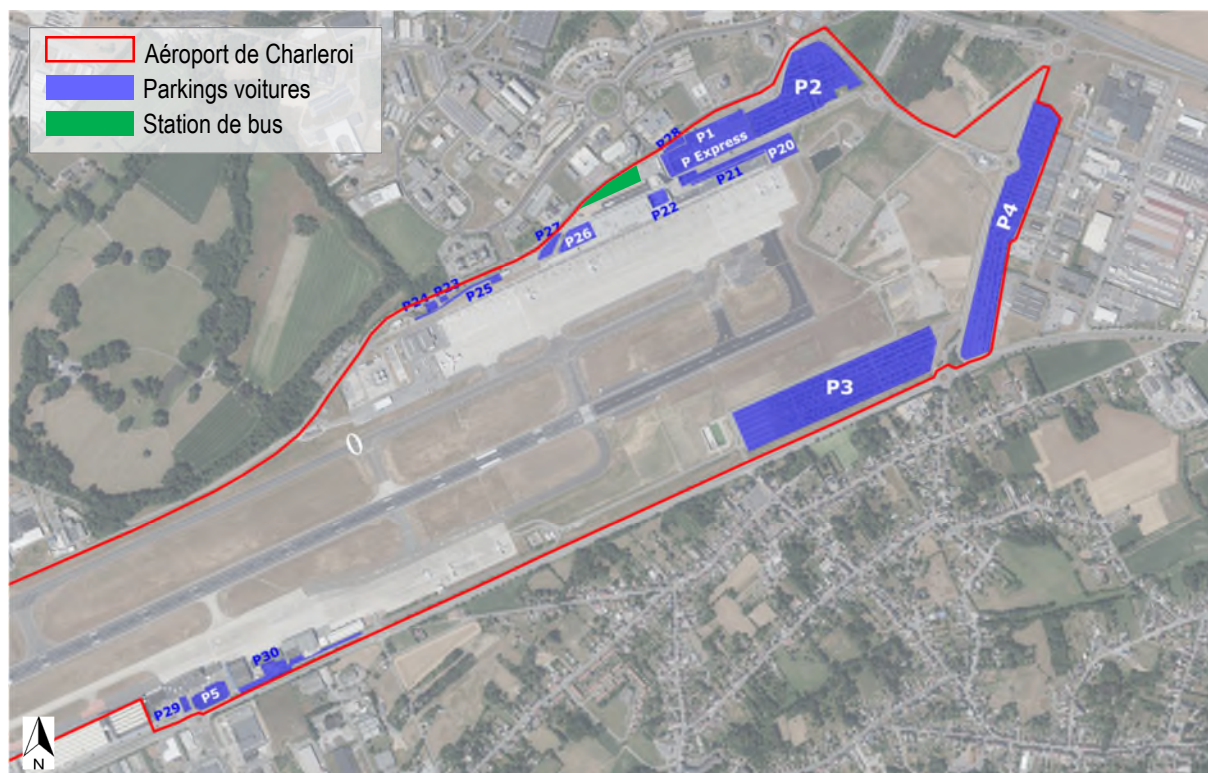 Aéroport de Charleroi
Parkings voitures
Station de bus
P2
P1
P28
P Express
P20
P21
P22
P27
P26
P4
P24
P23
P25
P3
P30
P29
P5
N